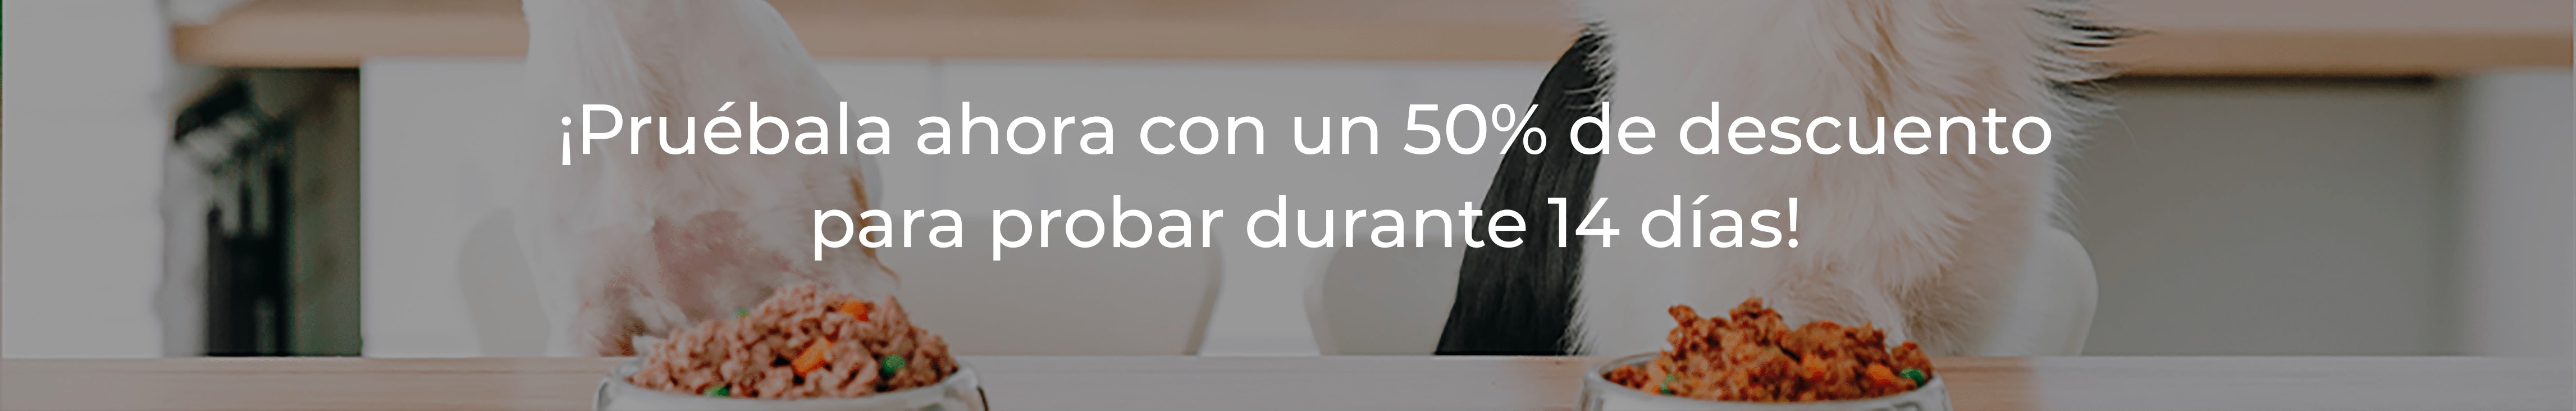 ¡Pruébala ahora con un 50% de descuento
para probar durante 14 días!